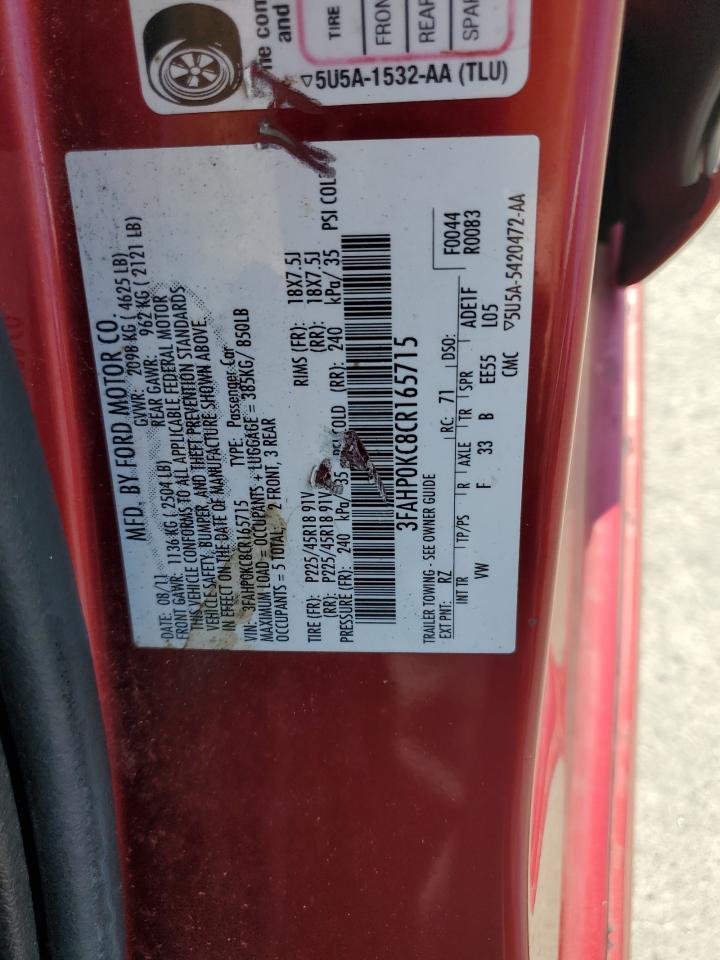 he com
and
TIRE
FRON
REAR
SPAR
▽5U5A-1532-AA (TLU)
MFD. BY FORD MOTOR CO
DATE: 08/11 GVWR: 2098 KG ( 4625 LB)
FRONT GAWR: 1136 KG ( 2504 LB) REAR GAWR: 962 KG ( 2121 LB)
THIS VEHICLE CONFORMS TO ALL APPLICABLE FEDERAL MOTOR
VEHICLE SAFETY, BUMPER, AND THEFT PREVENTION STANDARDS
IN EFFECT ON THE DATE OF MANUFACTURE SHOWN ABOVE.
VIN: 3FAHP0KC8CR165715 TYPE: Passenger Car
MAXIMUM LOAD = OCCUPANTS + LUGGAGE = 385KG/ 850LB
OCCUPANTS = 5 TOTAL; 2 FRONT, 3 REAR
TIRE (FR): P225/45R18 91V RIMS (FR): 18X7.5J
(RR): P225/45R18 91V (RR): 18X7.5J
PRESSURE (FR): 240 kPa/ 35 COLD (RR): 240 kPa/ 35 PSI COLD
3FAHP0KC8CR165715
F0044
R0083
TRAILER TOWING - SEE OWNER GUIDE
EXT PNT: RZ RC: 71 DSO:
INT TR TP/PS R AXLE TR SPR ADE1F
VW F 33 B EE55 L05
CMC ▽5U5A-5420472-AA